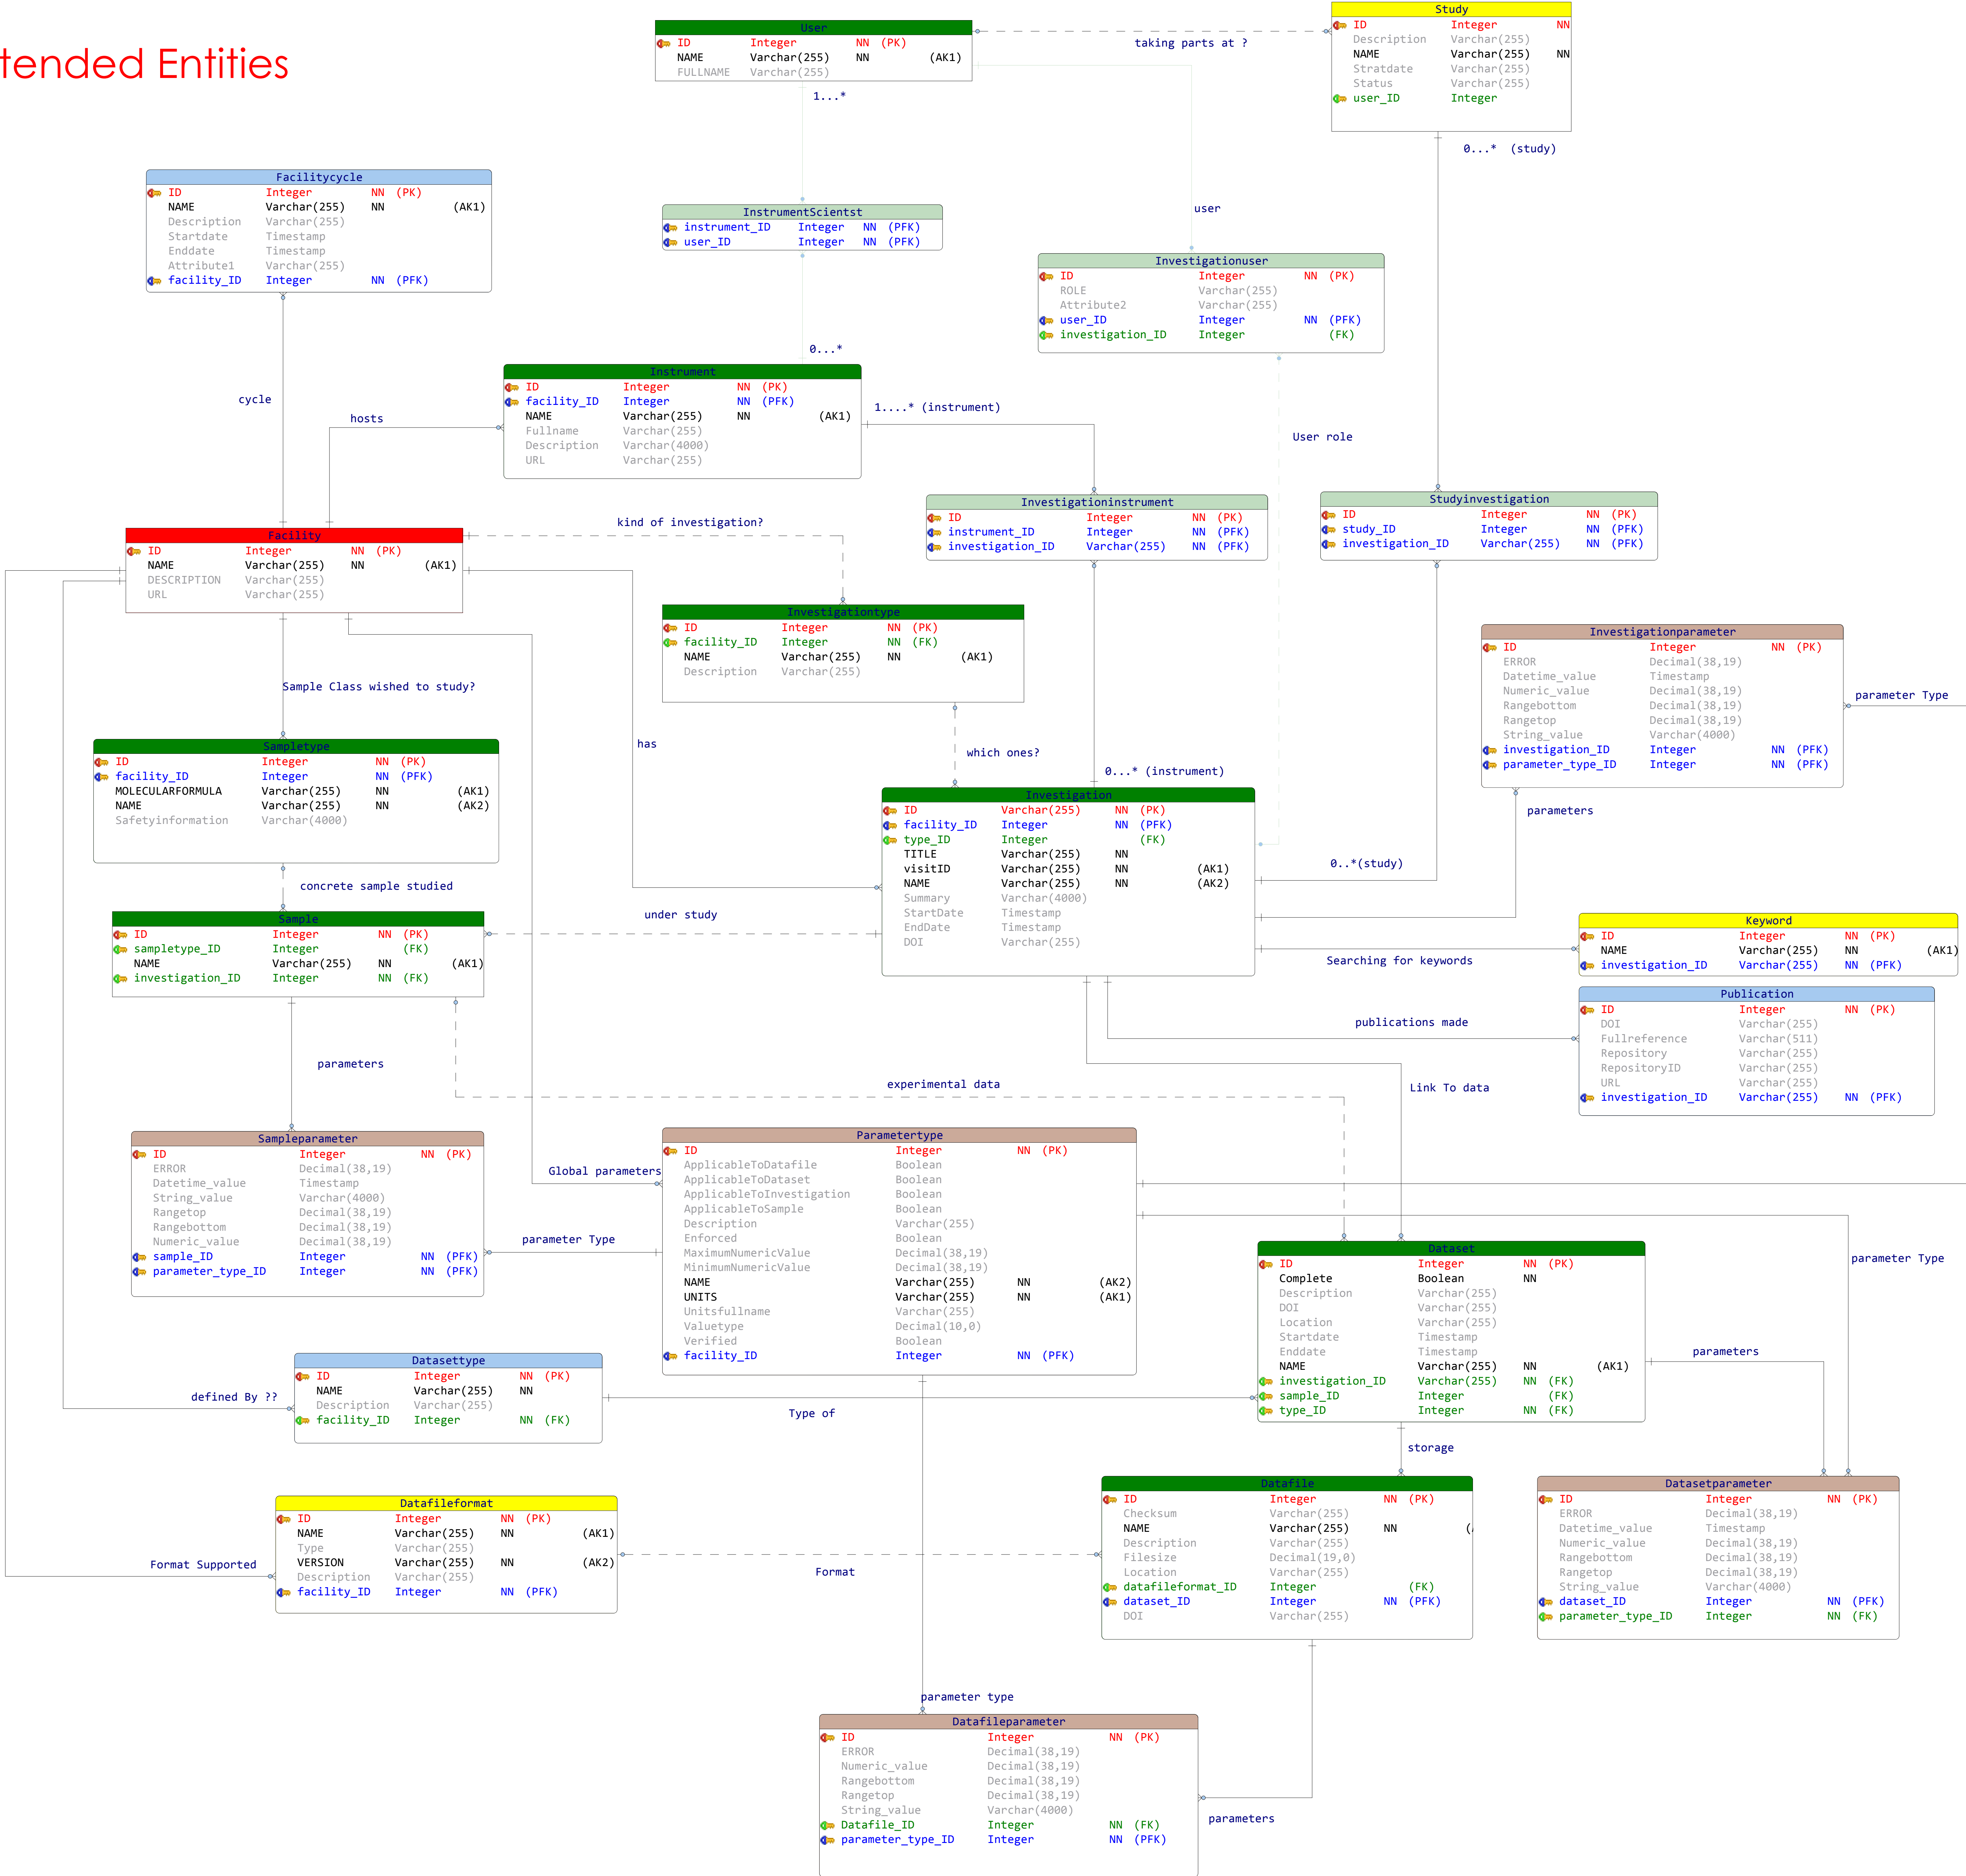 tended Entities
User
ID Integer NN (PK)
NAME Varchar(255) NN (AK1)
FULLNAME Varchar(255)
taking parts at ?
Study
ID Integer NN
Description Varchar(255)
NAME Varchar(255) NN
Stratdate Varchar(255)
Status Varchar(255)
user_ID Integer
1...*
0...* (study)
Facilitycycle
ID Integer NN (PK)
NAME Varchar(255) NN (AK1)
Description Varchar(255)
Startdate Timestamp
Enddate Timestamp
Attribute1 Varchar(255)
facility_ID Integer NN (PFK)
InstrumentScientst
instrument_ID Integer NN (PFK)
user_ID Integer NN (PFK)
user
Investigationuser
ID Integer NN (PK)
ROLE Varchar(255)
Attribute2 Varchar(255)
user_ID Integer NN (PFK)
investigation_ID Integer (FK)
0...*
Instrument
ID Integer NN (PK)
facility_ID Integer NN (PFK)
NAME Varchar(255) NN (AK1)
Fullname Varchar(255)
Description Varchar(4000)
URL Varchar(255)
cycle
hosts
1....* (instrument)
User role
Investigationinstrument
ID Integer NN (PK)
instrument_ID Integer NN (PFK)
investigation_ID Varchar(255) NN (PFK)
Studyinvestigation
ID Integer NN (PK)
study_ID Integer NN (PFK)
investigation_ID Varchar(255) NN (PFK)
kind of investigation?
Facility
ID Integer NN (PK)
NAME Varchar(255) NN (AK1)
DESCRIPTION Varchar(255)
URL Varchar(255)
Investigationtype
ID Integer NN (PK)
facility_ID Integer NN (FK)
NAME Varchar(255) NN (AK1)
Description Varchar(255)
Investigationparameter
ID Integer NN (PK)
ERROR Decimal(38,19)
Datetime_value Timestamp
Numeric_value Decimal(38,19)
Rangebottom Decimal(38,19)
Rangetop Decimal(38,19)
String_value Varchar(4000)
investigation_ID Integer NN (PFK)
parameter_type_ID Integer NN (PFK)
parameter Type
Sample Class wished to study?
has
which ones?
0...* (instrument)
parameters
Sampletype
ID Integer NN (PK)
facility_ID Integer NN (PFK)
MOLECULARFORMULA Varchar(255) NN (AK1)
NAME Varchar(255) NN (AK2)
Safetyinformation Varchar(4000)
Investigation
ID Varchar(255) NN (PK)
facility_ID Integer NN (PFK)
type_ID Integer (FK)
TITLE Varchar(255) NN
visitID Varchar(255) NN (AK1)
NAME Varchar(255) NN (AK2)
Summary Varchar(4000)
StartDate Timestamp
EndDate Timestamp
DOI Varchar(255)
0..*(study)
concrete sample studied
under study
Sample
ID Integer NN (PK)
sampletype_ID Integer (FK)
NAME Varchar(255) NN (AK1)
investigation_ID Integer NN (FK)
Searching for keywords
Keyword
ID Integer NN (PK)
NAME Varchar(255) NN (AK1)
investigation_ID Varchar(255) NN (PFK)
publications made
Publication
ID Integer NN (PK)
DOI Varchar(255)
Fullreference Varchar(511)
Repository Varchar(255)
RepositoryID Varchar(255)
URL Varchar(255)
investigation_ID Varchar(255) NN (PFK)
parameters
experimental data
Link To data
Sampleparameter
ID Integer NN (PK)
ERROR Decimal(38,19)
Datetime_value Timestamp
String_value Varchar(4000)
Rangetop Decimal(38,19)
Rangebottom Decimal(38,19)
Numeric_value Decimal(38,19)
sample_ID Integer NN (PFK)
parameter_type_ID Integer NN (PFK)
Global parameters
parameter Type
Parametertype
ID Integer NN (PK)
ApplicableToDatafile Boolean
ApplicableToDataset Boolean
ApplicableToInvestigation Boolean
ApplicableToSample Boolean
Description Varchar(255)
Enforced Boolean
MaximumNumericValue Decimal(38,19)
MinimumNumericValue Decimal(38,19)
NAME Varchar(255) NN (AK2)
UNITS Varchar(255) NN (AK1)
Unitsfullname Varchar(255)
Valuetype Decimal(10,0)
Verified Boolean
facility_ID Integer NN (PFK)
Dataset
ID Integer NN (PK)
Complete Boolean NN
Description Varchar(255)
DOI Varchar(255)
Location Varchar(255)
Startdate Timestamp
Enddate Timestamp
NAME Varchar(255) NN (AK1)
investigation_ID Varchar(255) NN (FK)
sample_ID Integer (FK)
type_ID Integer NN (FK)
parameter Type
parameters
Datasettype
ID Integer NN (PK)
NAME Varchar(255) NN
Description Varchar(255)
facility_ID Integer NN (FK)
defined By ??
Type of
storage
Datafileformat
ID Integer NN (PK)
NAME Varchar(255) NN (AK1)
Type Varchar(255)
VERSION Varchar(255) NN (AK2)
Description Varchar(255)
facility_ID Integer NN (PFK)
Format Supported
Format
Datafile
ID Integer NN (PK)
Checksum Varchar(255)
NAME Varchar(255) NN (
Description Varchar(255)
Filesize Decimal(19,0)
Location Varchar(255)
datafileformat_ID Integer (FK)
dataset_ID Integer NN (PFK)
DOI Varchar(255)
Datasetparameter
ID Integer NN (PK)
ERROR Decimal(38,19)
Datetime_value Timestamp
Numeric_value Decimal(38,19)
Rangebottom Decimal(38,19)
Rangetop Decimal(38,19)
String_value Varchar(4000)
dataset_ID Integer NN (PFK)
parameter_type_ID Integer NN (FK)
parameter type
Datafileparameter
ID Integer NN (PK)
ERROR Decimal(38,19)
Numeric_value Decimal(38,19)
Rangebottom Decimal(38,19)
Rangetop Decimal(38,19)
String_value Varchar(4000)
Datafile_ID Integer NN (FK)
parameter_type_ID Integer NN (PFK)
parameters